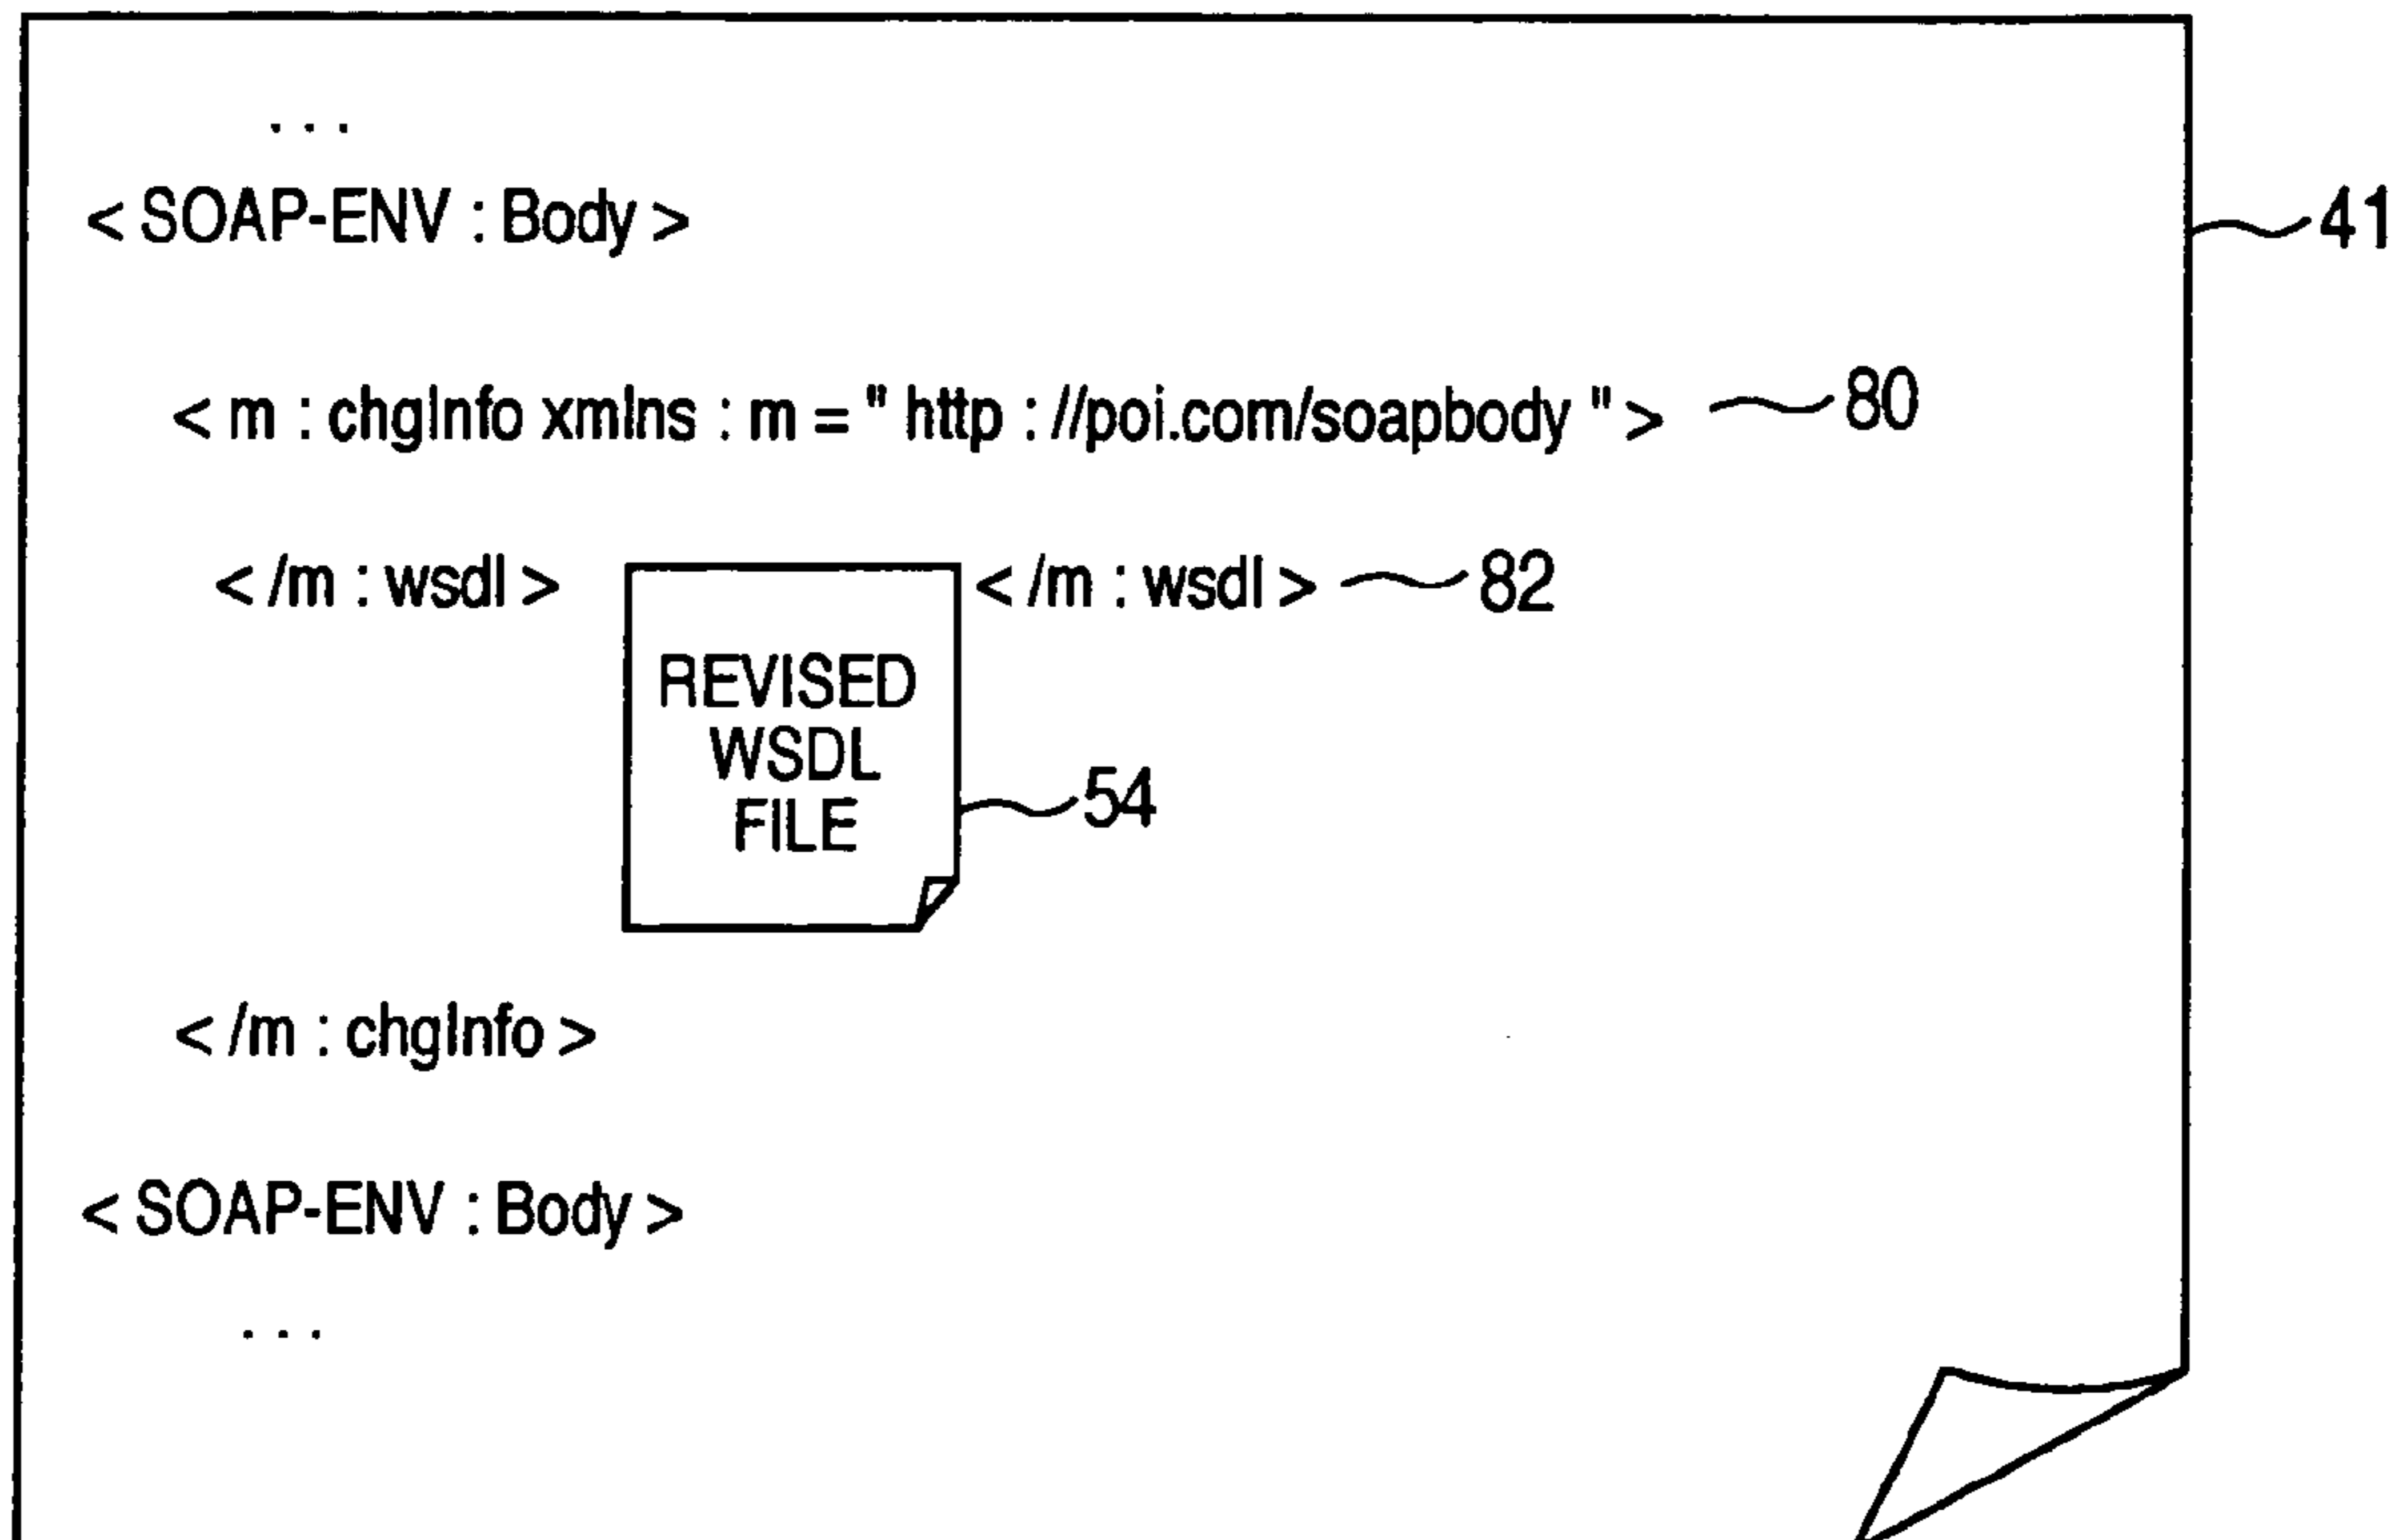 ...
< SOAP-ENV : Body >
41
< m : chgInfo xmlns : m = " http : //poi.com/soapbody " > 80
< /m : wsdl > < /m : wsdl > 82
REVISED
WSDL
FILE
54
< /m : chgInfo >
< SOAP-ENV : Body >
...